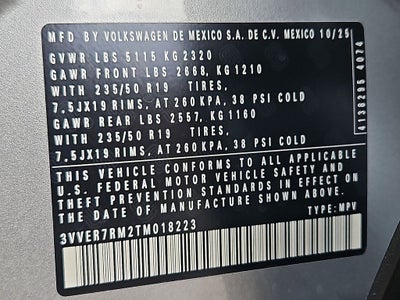 MFD BY VOLKSWAGEN DE MEXICO S.A. DE C.V. MEXICO 10/25
GVWR LBS 5115 KG 2320
GAWR FRONT LBS 2668, KG 1210
WITH 235/50 R19 TIRES,
7.5JX19 RIMS, AT 260 KPA, 38 PSI COLD
GAWR REAR LBS 2557, KG 1160
WITH 235/50 R19 TIRES,
7.5JX19 RIMS, AT 260 KPA, 38 PSI COLD
THIS VEHICLE CONFORMS TO ALL APPLICABLE
U.S. FEDERAL MOTOR VEHICLE SAFETY AND
THEFT PREVENTION STANDARDS IN EFFECT ON
THE DATE OF MANUFACTURE SHOWN ABOVE.
3VVER7RM2TM018223 TYPE: MPV
4130295 4074